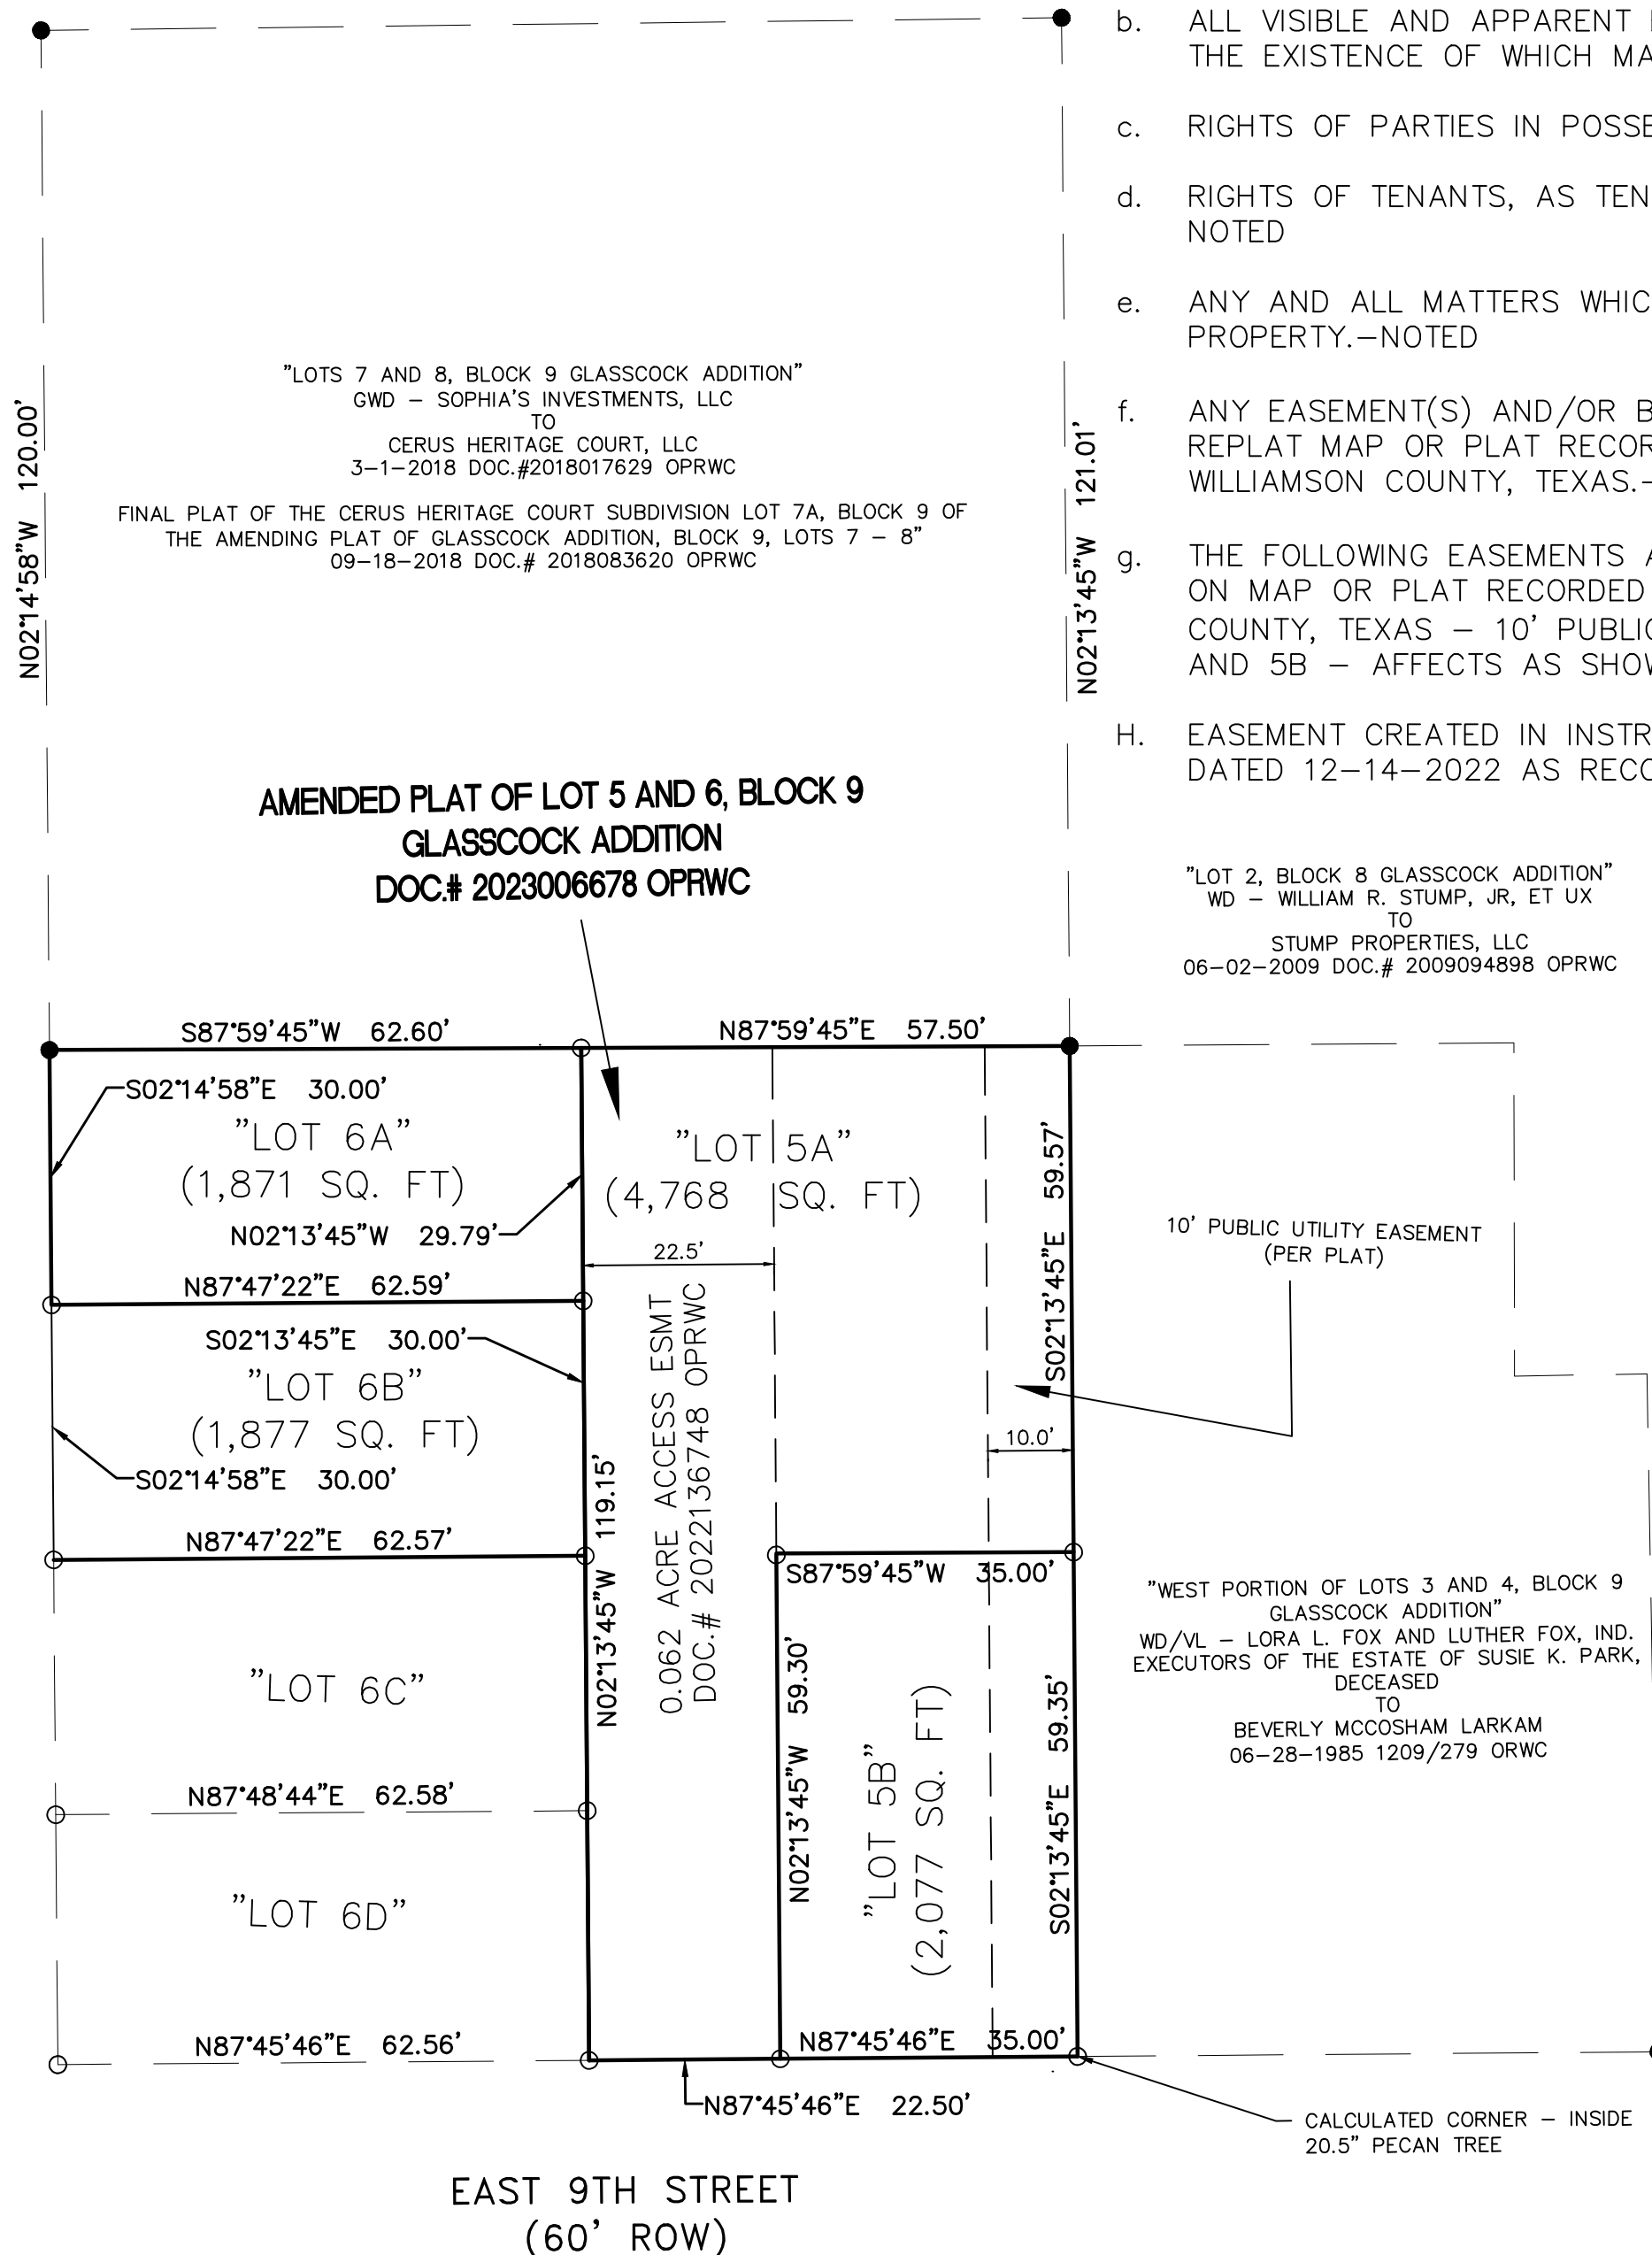 b. ALL VISIBLE AND APPARENT
THE EXISTENCE OF WHICH MA
c. RIGHTS OF PARTIES IN POSSE
d. RIGHTS OF TENANTS, AS TEN
NOTED
e. ANY AND ALL MATTERS WHIC
PROPERTY.–NOTED
f. ANY EASEMENT(S) AND/OR B
REPLAT MAP OR PLAT RECOR
WILLIAMSON COUNTY, TEXAS.–
g. THE FOLLOWING EASEMENTS A
ON MAP OR PLAT RECORDED
COUNTY, TEXAS – 10' PUBLIC
AND 5B – AFFECTS AS SHOW
H. EASEMENT CREATED IN INSTR
DATED 12–14–2022 AS RECO
N02°14'58"W 120.00'
"LOTS 7 AND 8, BLOCK 9 GLASSCOCK ADDITION"
GWD – SOPHIA'S INVESTMENTS, LLC
TO
CERUS HERITAGE COURT, LLC
3–1–2018 DOC.#2018017629 OPRWC
FINAL PLAT OF THE CERUS HERITAGE COURT SUBDIVISION LOT 7A, BLOCK 9 OF
THE AMENDING PLAT OF GLASSCOCK ADDITION, BLOCK 9, LOTS 7 – 8"
09–18–2018 DOC.# 2018083620 OPRWC
N02°13'45"W 121.01'
AMENDED PLAT OF LOT 5 AND 6, BLOCK 9
GLASSCOCK ADDITION
DOC.# 2023006678 OPRWC
"LOT 2, BLOCK 8 GLASSCOCK ADDITION"
WD – WILLIAM R. STUMP, JR, ET UX
TO
STUMP PROPERTIES, LLC
06–02–2009 DOC.# 2009094898 OPRWC
S87°59'45"W 62.60'
N87°59'45"E 57.50'
S02°14'58"E 30.00'
"LOT 6A"
(1,871 SQ. FT)
N02°13'45"W 29.79'
N87°47'22"E 62.59'
"LOT 5A"
(4,768 SQ. FT)
22.5'
S02°13'45"E 59.57'
10' PUBLIC UTILITY EASEMENT
(PER PLAT)
S02°13'45"E 30.00'
"LOT 6B"
(1,877 SQ. FT)
S02°14'58"E 30.00'
N87°47'22"E 62.57'
0.062 ACRE ACCESS ESMT
DOC.# 2022136748 OPRWC
N02°13'45"W 119.15'
10.0'
S87°59'45"W 35.00'
"WEST PORTION OF LOTS 3 AND 4, BLOCK 9
GLASSCOCK ADDITION"
WD/VL – LORA L. FOX AND LUTHER FOX, IND.
EXECUTORS OF THE ESTATE OF SUSIE K. PARK,
DECEASED
TO
BEVERLY MCCOSHAM LARKAM
06–28–1985 1209/279 ORWC
"LOT 6C"
N87°48'44"E 62.58'
"LOT 6D"
N87°45'46"E 62.56'
N02°13'45"W 59.30'
"LOT 5B"
(2,077 SQ. FT)
S02°13'45"E 59.35'
N87°45'46"E 35.00'
N87°45'46"E 22.50'
CALCULATED CORNER – INSIDE
20.5" PECAN TREE
EAST 9TH STREET
(60' ROW)